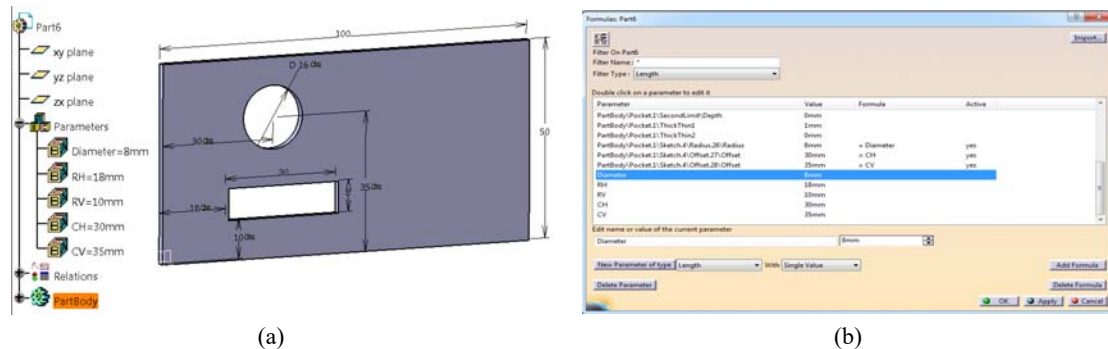 Part6
xy plane
yz plane
zx plane
Parameters
Diameter=8mm
RH=18mm
RV=10mm
CH=30mm
CV=35mm
Relations
PartBody
100
D 16
50
30
35
30
18
10
(a)
Formulas: Part6
Import...
Filter On Part6
Filter Name : *
Filter Type : Length
Double click on a parameter to edit it
Parameter Value Formula Active
PartBody\Pocket.1\SecondLimit\Depth 0mm
PartBody\Pocket.1\ThickThin1 1mm
PartBody\Pocket.1\ThickThin2 0mm
PartBody\Pocket.1\Sketch.4\Radius.26\Radius 8mm = Diameter yes
PartBody\Pocket.1\Sketch.4\Offset.27\Offset 30mm = CH yes
PartBody\Pocket.1\Sketch.4\Offset.28\Offset 35mm = CV yes
Diameter 8mm
RH 18mm
RV 10mm
CH 30mm
CV 35mm
Edit name or value of the current parameter
Diameter 8mm
New Parameter of type Length With Single Value Add Formula
Delete Parameter Delete Formula
OK Apply Cancel
(b)